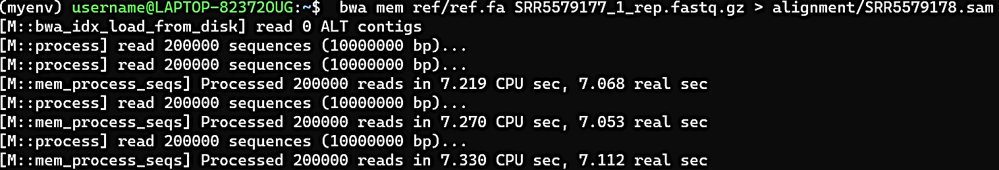 (myenv) username@LAPTOP-82372OUG:~$  bwa mem ref/ref.fa SRR5579177_1_rep.fastq.gz > alignment/SRR5579178.sam
[M::bwa_idx_load_from_disk] read 0 ALT contigs
[M::process] read 200000 sequences (10000000 bp)...
[M::process] read 200000 sequences (10000000 bp)...
[M::mem_process_seqs] Processed 200000 reads in 7.219 CPU sec, 7.068 real sec
[M::process] read 200000 sequences (10000000 bp)...
[M::mem_process_seqs] Processed 200000 reads in 7.270 CPU sec, 7.053 real sec
[M::process] read 200000 sequences (10000000 bp)...
[M::mem_process_seqs] Processed 200000 reads in 7.330 CPU sec, 7.112 real sec